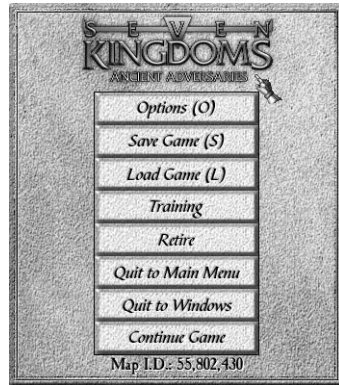 SEVEN
KINGDOMS
ANCIENT ADVERSARIES
Options (O)
Save Game (S)
Load Game (L)
Training
Retire
Quit to Main Menu
Quit to Windows
Continue Game
Map I.D.: 55,802,430